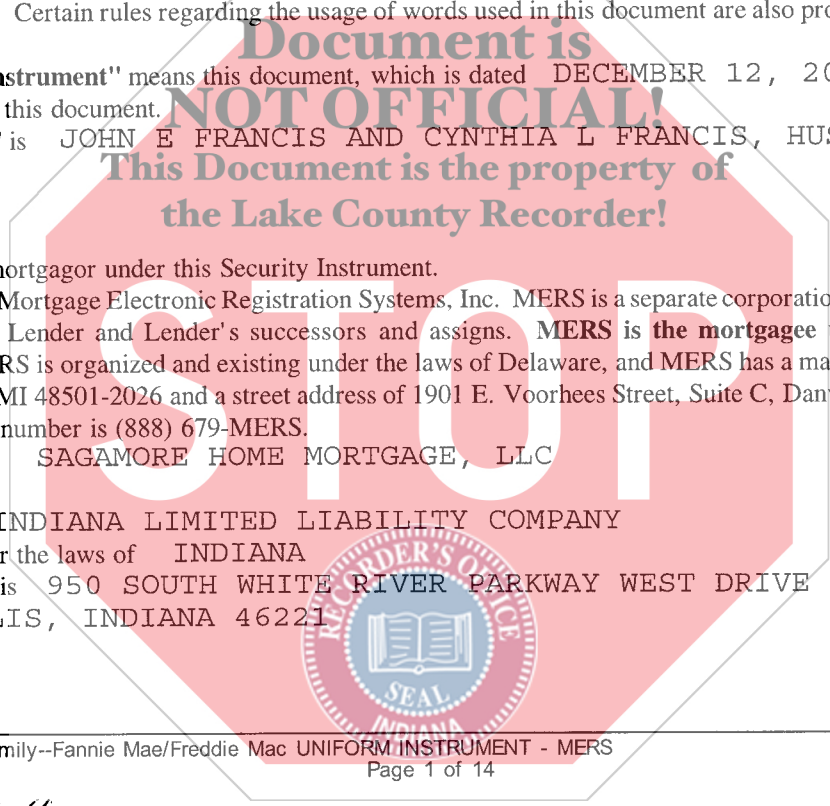 Certain rules regarding the usage of words used in this document are also pro
Document is
nstrument" means this document, which is dated DECEMBER 12, 20
NOT OFFICIAL!
this document.
is JOHN E FRANCIS AND CYNTHIA L FRANCIS, HUS
This Document is the property of
the Lake County Recorder!
ortgagor under this Security Instrument.
Mortgage Electronic Registration Systems, Inc. MERS is a separate corporatio
Lender and Lender's successors and assigns. MERS is the mortgagee
RS is organized and existing under the laws of Delaware, and MERS has a ma
MI 48501-2026 and a street address of 1901 E. Voorhees Street, Suite C, Dan
number is (888) 679-MERS.
STOP
SAGAMORE HOME MORTGAGE, LLC
INDIANA LIMITED LIABILITY COMPANY
r the laws of INDIANA
is 950 SOUTH WHITE RIVER PARKWAY WEST DRIVE
LIS, INDIANA 46221
RECORDER'S OFFICE
SEAL
INDIANA
mily--Fannie Mae/Freddie Mac UNIFORM INSTRUMENT - MERS
Page 1 of 14